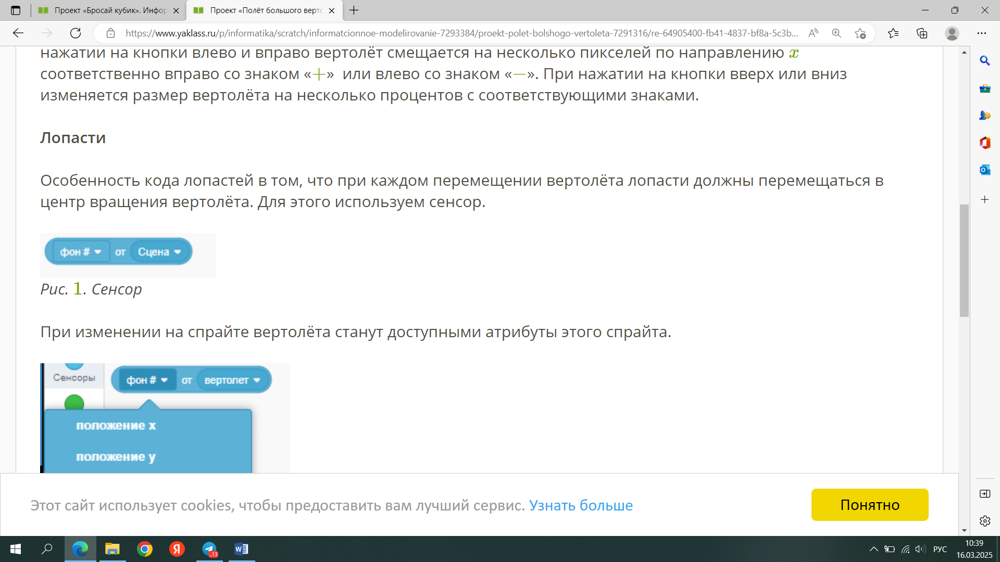 Проект «Бросай кубик». Инфор
Проект «Полёт большого верто
https://www.yaklass.ru/p/informatika/scratch/informatcionnoe-modelirovanie-7293384/proekt-polet-bolshogo-vertoleta-7291316/re-64905400-fb41-4837-bf8a-5c3b...
нажатии на кнопки влево и вправо вертолёт смещается на несколько пикселей по направлению x
соответственно вправо со знаком «+» или влево со знаком «−». При нажатии на кнопки вверх или вниз
изменяется размер вертолёта на несколько процентов с соответствующими знаками.
Лопасти
Особенность кода лопастей в том, что при каждом перемещении вертолёта лопасти должны перемещаться в
центр вращения вертолёта. Для этого используем сенсор.
фон # от Сцена
Рис. 1. Сенсор
При изменении на спрайте вертолёта станут доступными атрибуты этого спрайта.
Сенсоры
фон # от вертолет
положение x
положение y
Этот сайт использует cookies, чтобы предоставить вам лучший сервис. Узнать больше
Понятно
..13
РУС
10:39
16.03.2025